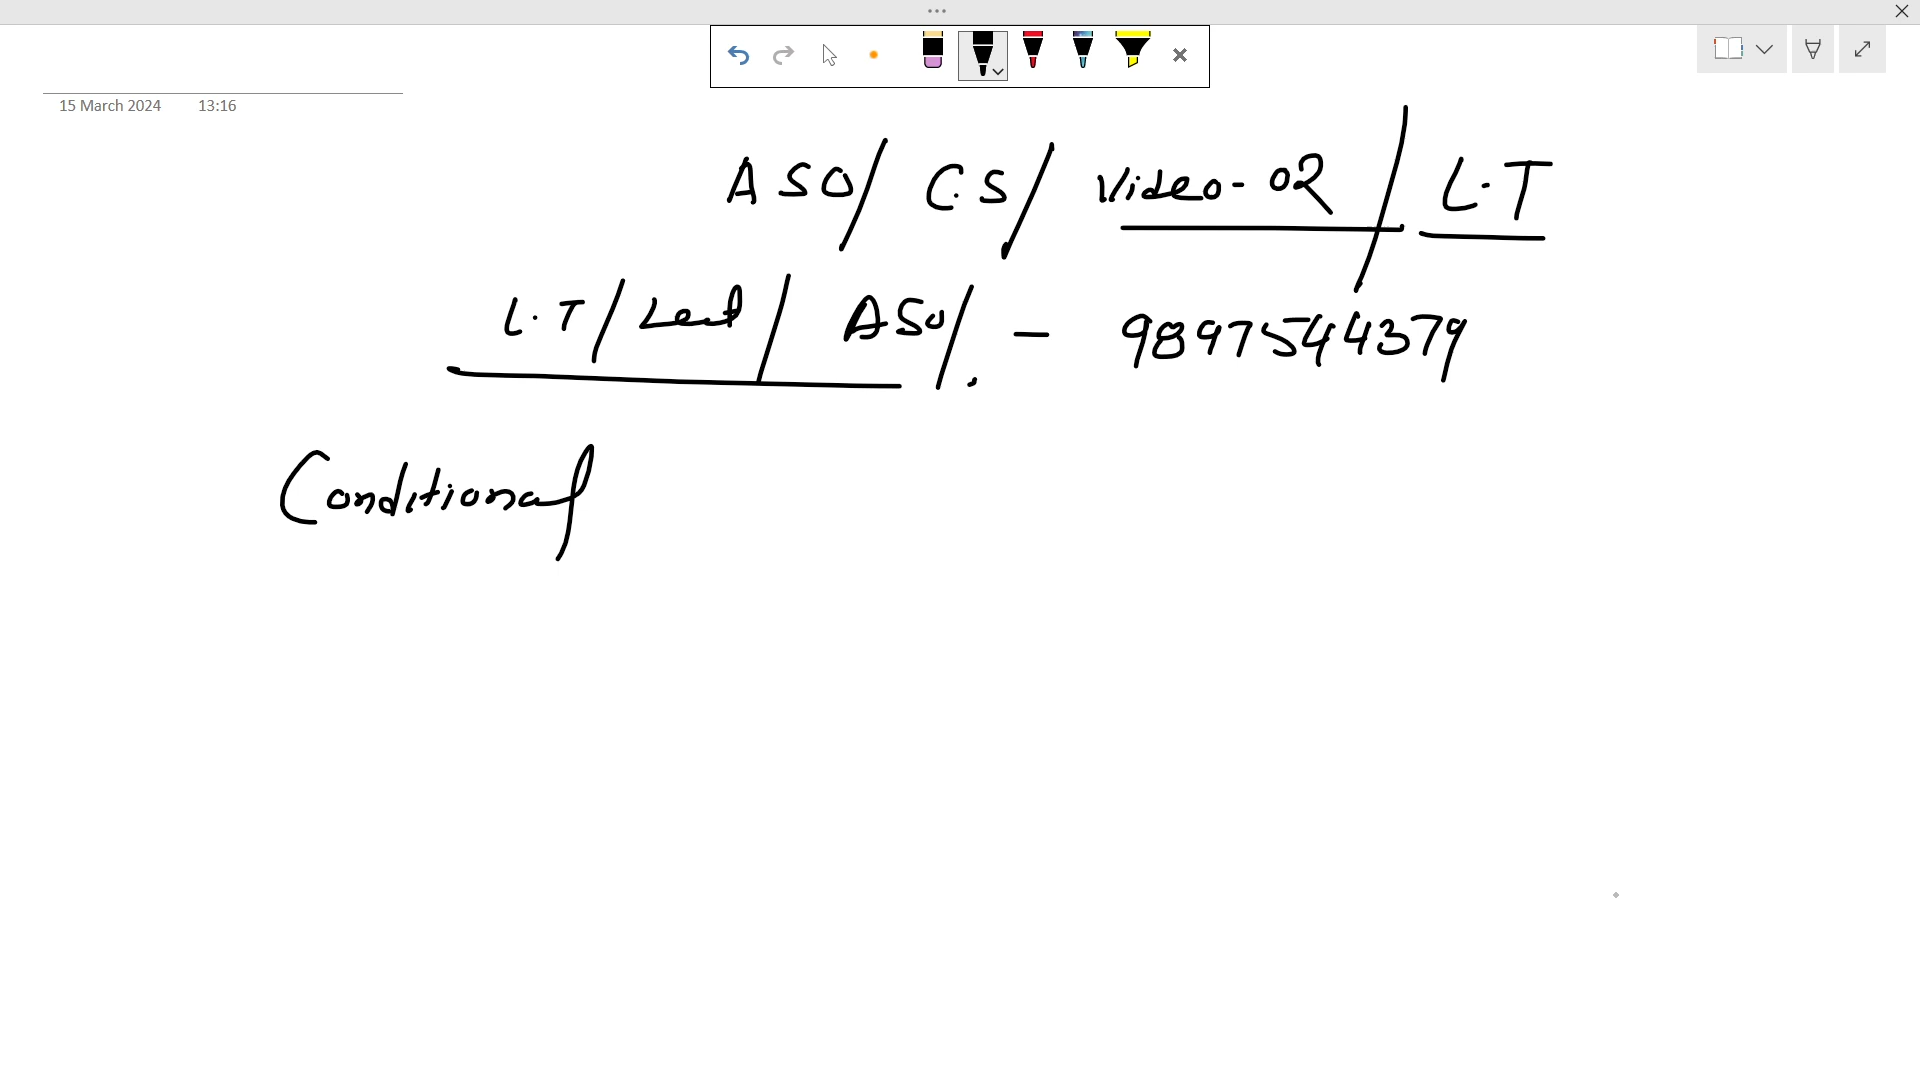 15 March 2024 13:16
ASO/ C.S/ Video-02/ L.T
L.T/ Lect/ ASO/. - 9897544379
Conditional